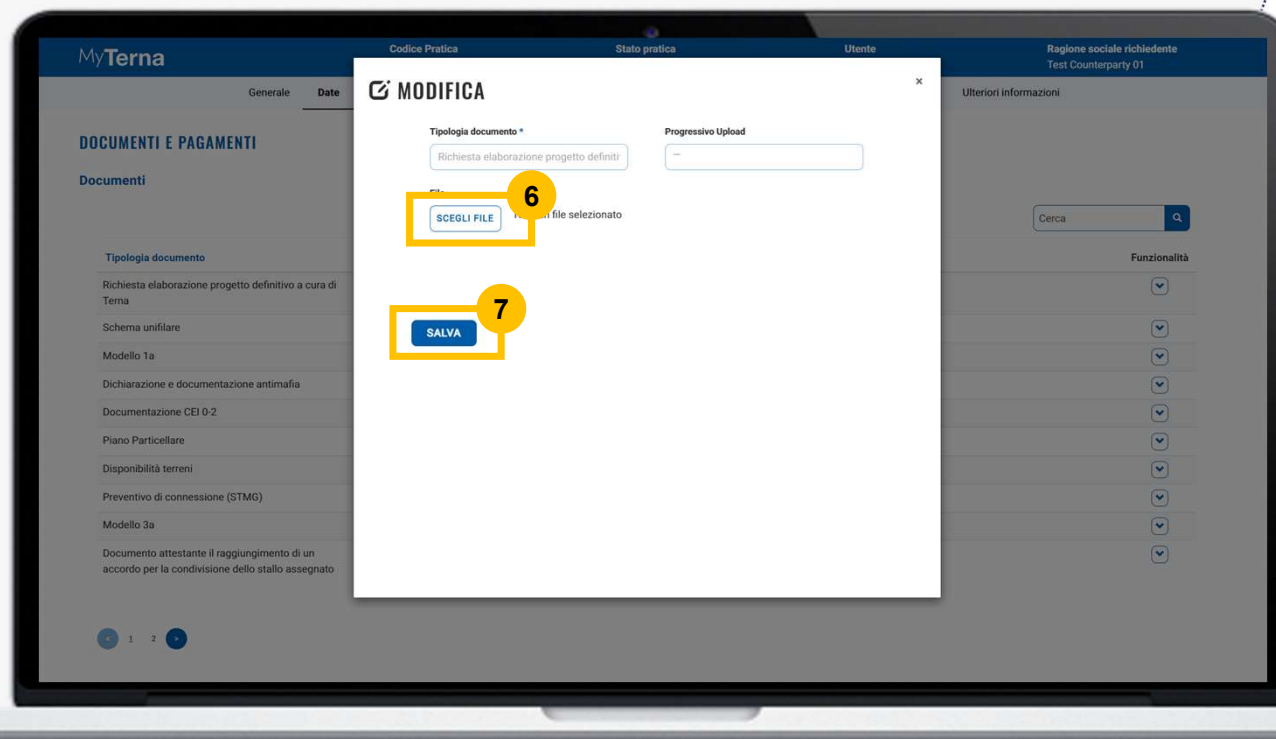 MyTerna
Codice Pratica
Stato pratica
Utente
Ragione sociale richiedente
Test Counterparty 01
Generale
Date
Ulteriori informazioni
MODIFICA
×
Tipologia documento *
Progressivo Upload
Richiesta elaborazione progetto definiti
—
6
SCEGLI FILE
file selezionato
7
SALVA
DOCUMENTI E PAGAMENTI
Documenti
Cerca
Tipologia documento
Funzionalità
Richiesta elaborazione progetto definitivo a cura di
Terna
Schema unifilare
Modello 1a
Dichiarazione e documentazione antimafia
Documentazione CEI 0-2
Piano Particellare
Disponibilità terreni
Preventivo di connessione (STMG)
Modello 3a
Documento attestante il raggiungimento di un
accordo per la condivisione dello stallo assegnato
< 1 2 >